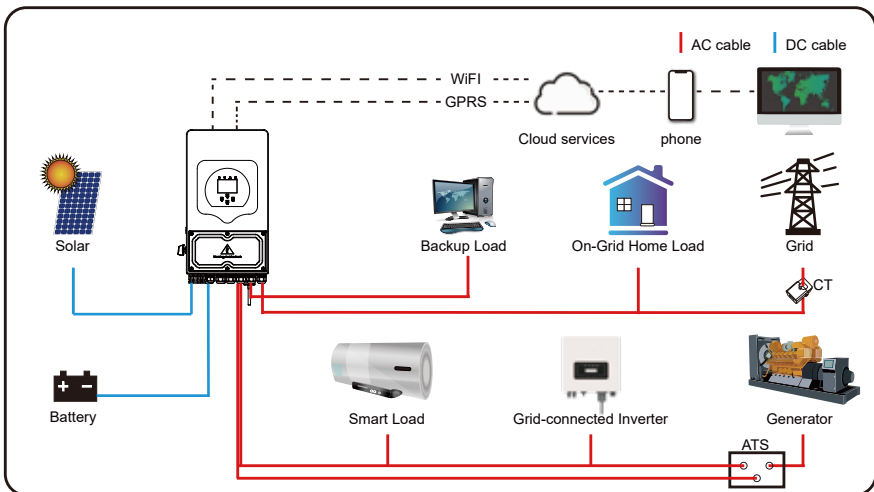 AC cable
DC cable
WiFI
GPRS
Cloud services
phone
Solar
Backup Load
On-Grid Home Load
Grid
CT
Battery
Smart Load
Grid-connected Inverter
Generator
ATS